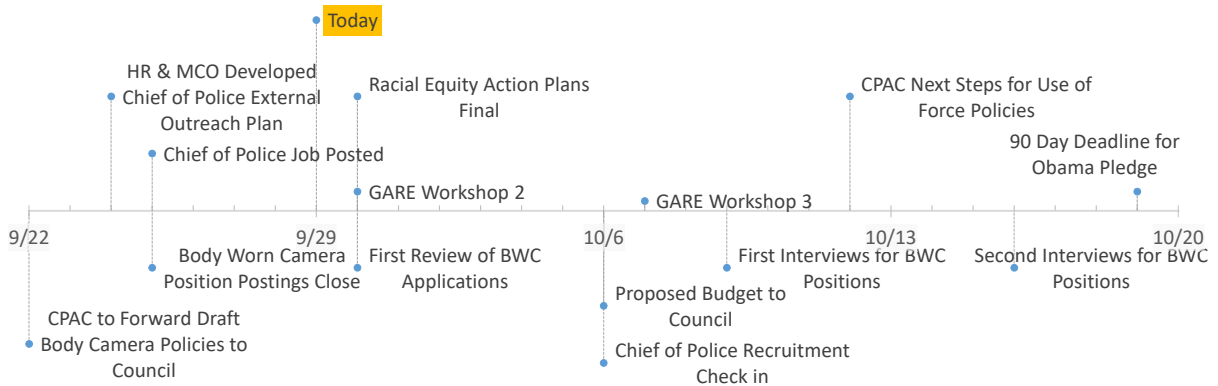 Today
HR & MCO Developed
Chief of Police External
Outreach Plan
Racial Equity Action Plans
Final
CPAC Next Steps for Use of
Force Policies
Chief of Police Job Posted
90 Day Deadline for
Obama Pledge
GARE Workshop 2
GARE Workshop 3
9/22
9/29
10/6
10/13
10/20
Body Worn Camera
Position Postings Close
First Review of BWC
Applications
First Interviews for BWC
Positions
Second Interviews for BWC
Positions
Proposed Budget to
Council
CPAC to Forward Draft
Body Camera Policies to
Council
Chief of Police Recruitment
Check in